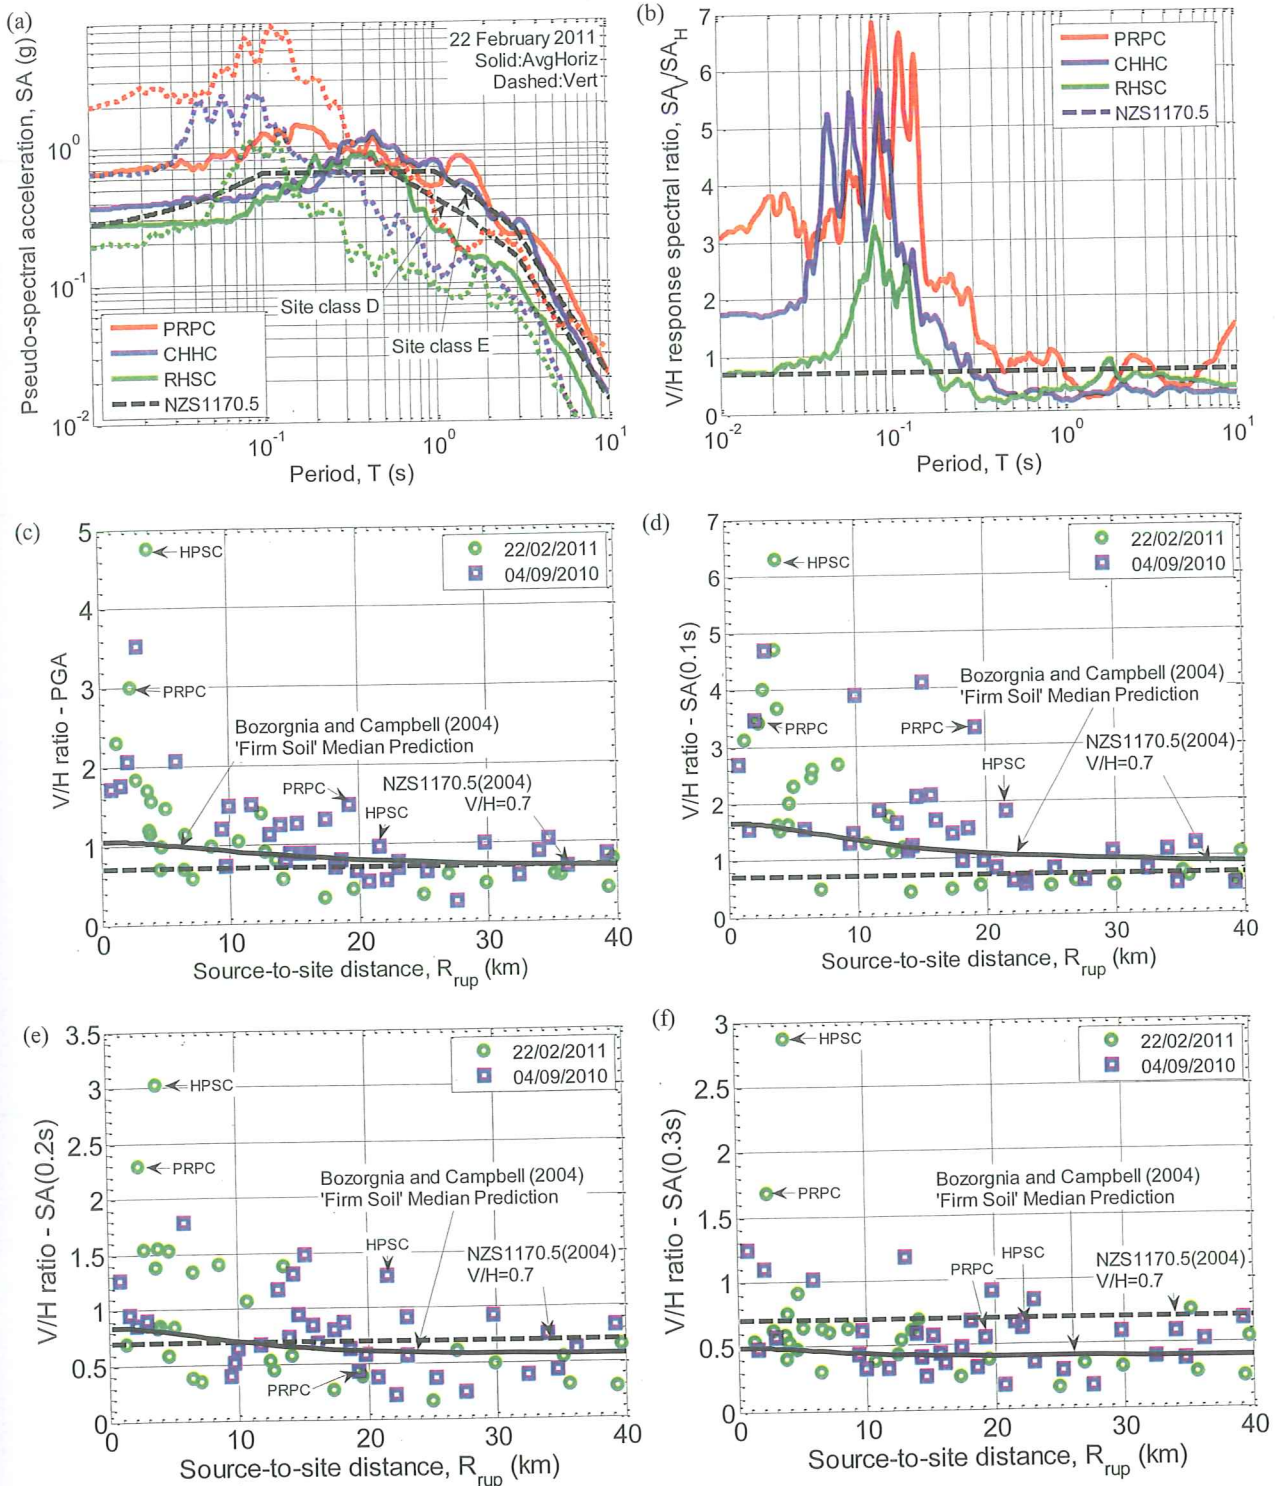 (a)
Pseudo-spectral acceleration, SA (g)
10^0
10^-1
10^-2
22 February 2011
Solid:AvgHoriz
Dashed:Vert
Site class D
Site class E
PRPC
CHHC
RHSC
NZS1170.5
10^-1
10^0
10^1
Period, T (s)
(b)
V/H response spectral ratio, SA_V/SA_H
7
6
5
4
3
2
1
0
PRPC
CHHC
RHSC
NZS1170.5
10^-2
10^-1
10^0
10^1
Period, T (s)
(c)
V/H ratio - PGA
5
4
3
2
1
0
22/02/2011
04/09/2010
HPSC
PRPC
Bozorgnia and Campbell (2004)
'Firm Soil' Median Prediction
PRPC
NZS1170.5(2004)
V/H=0.7
HPSC
0 10 20 30 40
Source-to-site distance, R_rup (km)
(d)
V/H ratio - SA(0.1s)
7
6
5
4
3
2
1
0
22/02/2011
04/09/2010
HPSC
Bozorgnia and Campbell (2004)
'Firm Soil' Median Prediction
PRPC
PRPC
NZS1170.5(2004)
V/H=0.7
HPSC
0 10 20 30 40
Source-to-site distance, R_rup (km)
(e)
V/H ratio - SA(0.2s)
3.5
3
2.5
2
1.5
1
0.5
0
22/02/2011
04/09/2010
HPSC
PRPC
Bozorgnia and Campbell (2004)
'Firm Soil' Median Prediction
HPSC
NZS1170.5(2004)
V/H=0.7
PRPC
0 10 20 30 40
Source-to-site distance, R_rup (km)
(f)
V/H ratio - SA(0.3s)
3
2.5
2
1.5
1
0.5
0
22/02/2011
04/09/2010
HPSC
PRPC
Bozorgnia and Campbell (2004)
'Firm Soil' Median Prediction
HPSC
PRPC
NZS1170.5(2004)
V/H=0.7
0 10 20 30 40
Source-to-site distance, R_rup (km)